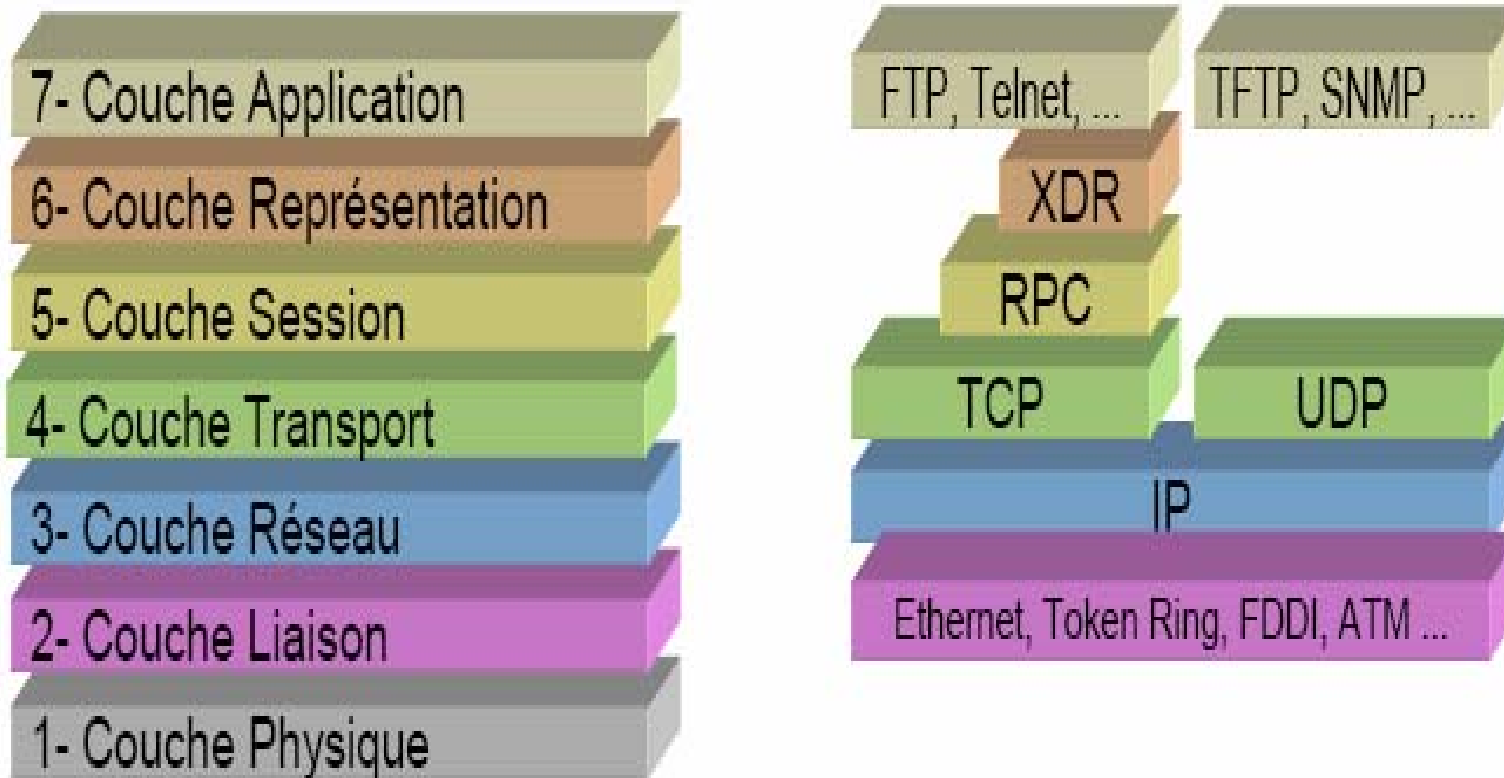 7- Couche Application
6- Couche Représentation
5- Couche Session
4- Couche Transport
3- Couche Réseau
2- Couche Liaison
1- Couche Physique
FTP, Telnet, ...
TFTP, SNMP, ...
XDR
RPC
TCP
UDP
IP
Ethernet, Token Ring, FDDI, ATM ...